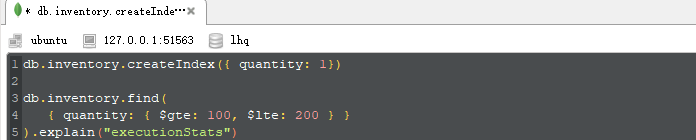 * db.inventory.createInde…
ubuntu 127.0.0.1:51563 lhq
1 db.inventory.createIndex({ quantity: 1})
2
3 db.inventory.find(
4    { quantity: { $gte: 100, $lte: 200 } }
5 ).explain("executionStats")